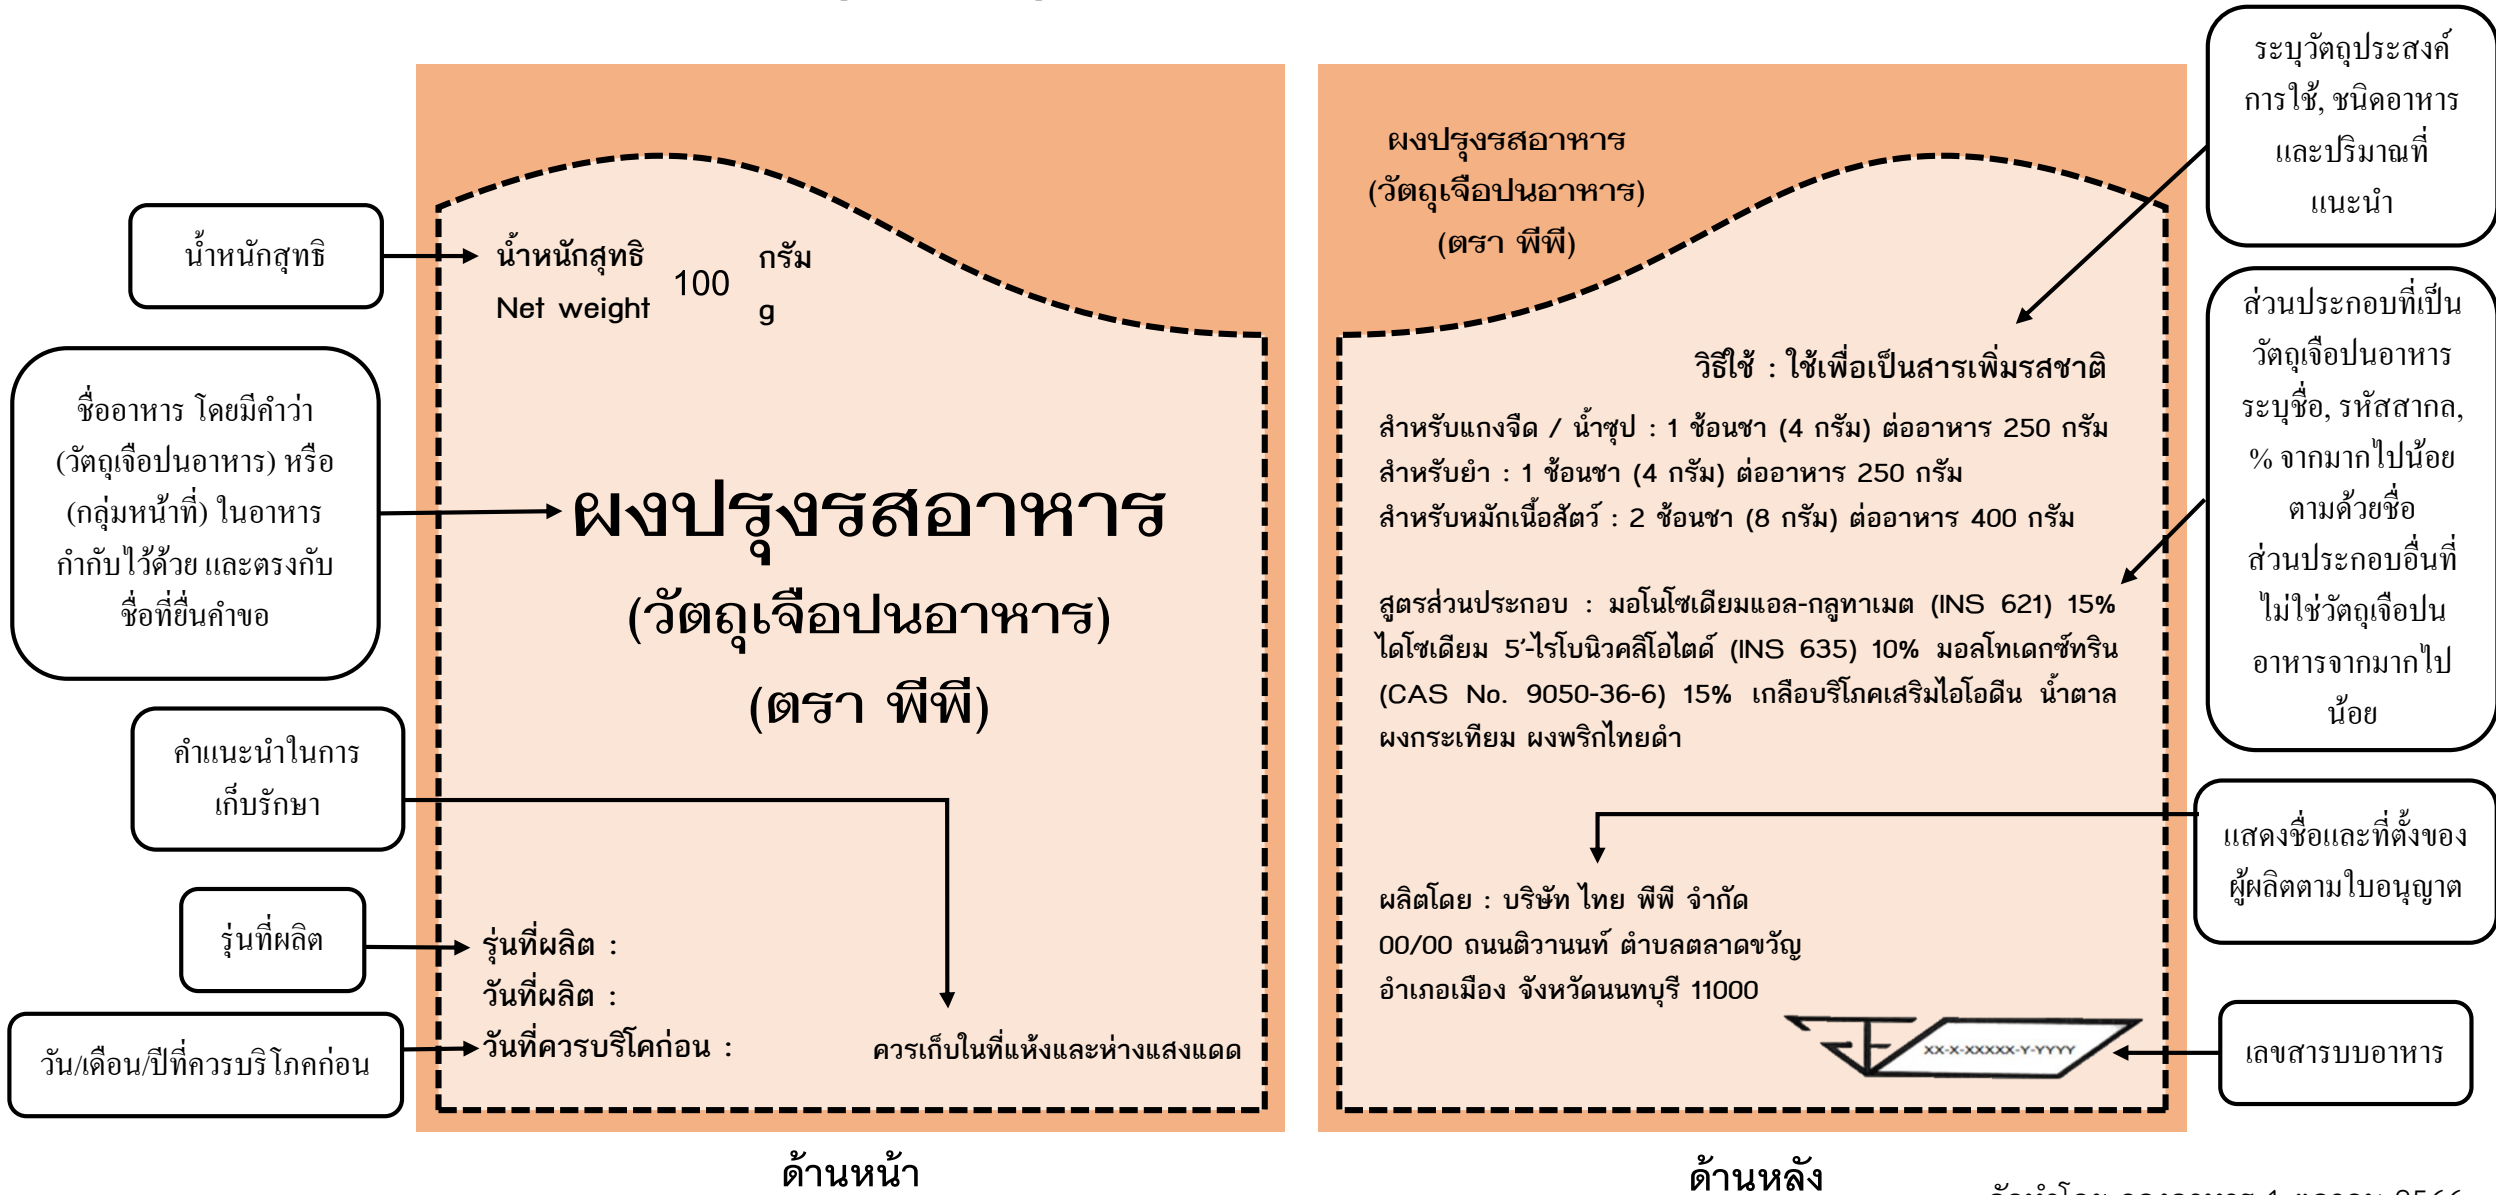 น้ำหนักสุทธิ
ชื่ออาหาร โดยมีคำว่า
(วัตถุเจือปนอาหาร) หรือ
(กลุ่มหน้าที่) ในอาหาร
กำกับไว้ด้วย และตรงกับ
ชื่อที่ยื่นคำขอ
คำแนะนำในการ
เก็บรักษา
รุ่นที่ผลิต
วัน/เดือน/ปีที่ควรบริโภคก่อน
น้ำหนักสุทธิ 100 กรัม
Net weight g
ผงปรุงรสอาหาร
(วัตถุเจือปนอาหาร)
(ตรา พีพี)
รุ่นที่ผลิต :
วันที่ผลิต :
วันที่ควรบริโคก่อน :
ควรเก็บในที่แห้งและห่างแสงแดด
ด้านหน้า
ผงปรุงรสอาหาร
(วัตถุเจือปนอาหาร)
(ตรา พีพี)
วิธีใช้ : ใช้เพื่อเป็นสารเพิ่มรสชาติ
สำหรับแกงจืด / น้ำซุป : 1 ช้อนชา (4 กรัม) ต่ออาหาร 250 กรัม
สำหรับยำ : 1 ช้อนชา (4 กรัม) ต่ออาหาร 250 กรัม
สำหรับหมักเนื้อสัตว์ : 2 ช้อนชา (8 กรัม) ต่ออาหาร 400 กรัม
สูตรส่วนประกอบ : มอโนโซเดียมแอล-กลูทาเมต (INS 621) 15%
ไดโซเดียม 5'-ไรโบนิวคลิโอไตด์ (INS 635) 10% มอลโทเดกซ์ทริน
(CAS No. 9050-36-6) 15% เกลือบริโภคเสริมไอโอดีน น้ำตาล
ผงกระเทียม ผงพริกไทยดำ
ผลิตโดย : บริษัท ไทย พีพี จำกัด
00/00 ถนนติวานนท์ ตำบลตลาดขวัญ
อำเภอเมือง จังหวัดนนทบุรี 11000
XX-X-XXXXX-Y-YYYY
ด้านหลัง
ระบุวัตถุประสงค์
การใช้, ชนิดอาหาร
และปริมาณที่
แนะนำ
ส่วนประกอบที่เป็น
วัตถุเจือปนอาหาร
ระบุชื่อ, รหัสสากล,
% จากมากไปน้อย
ตามด้วยชื่อ
ส่วนประกอบอื่นที่
ไม่ใช่วัตถุเจือปน
อาหารจากมากไป
น้อย
แสดงชื่อและที่ตั้งของ
ผู้ผลิตตามใบอนุญาต
เลขสารบบอาหาร